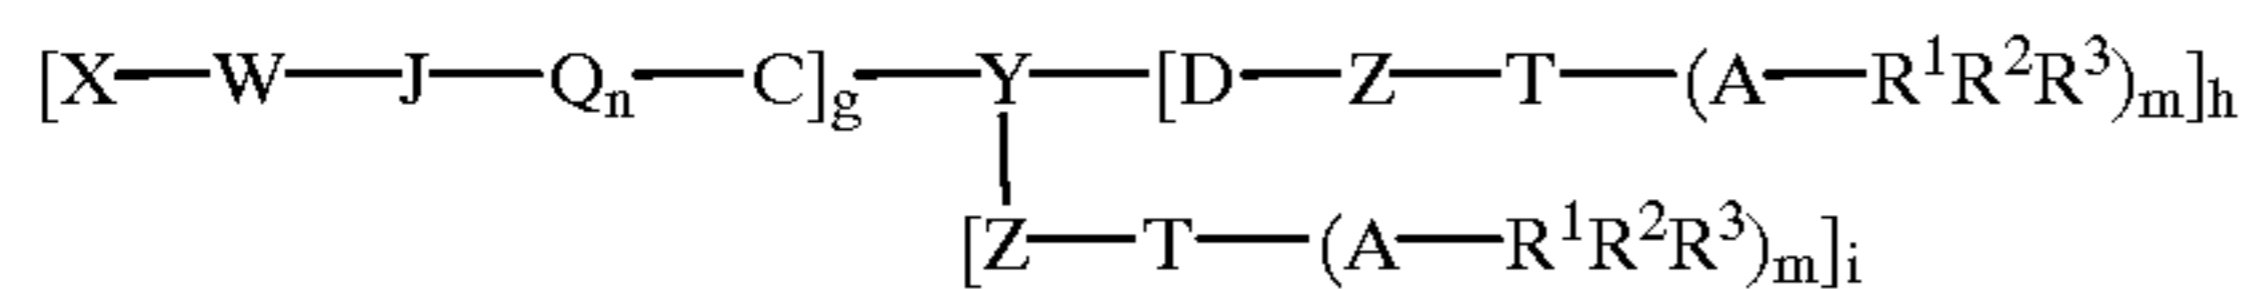 [X—W—J—Qₙ—C]g—Y—[D—Z—T—(A—R¹R²R³)ₘ]ₕ
[Z—T—(A—R¹R²R³)ₘ]ᵢ